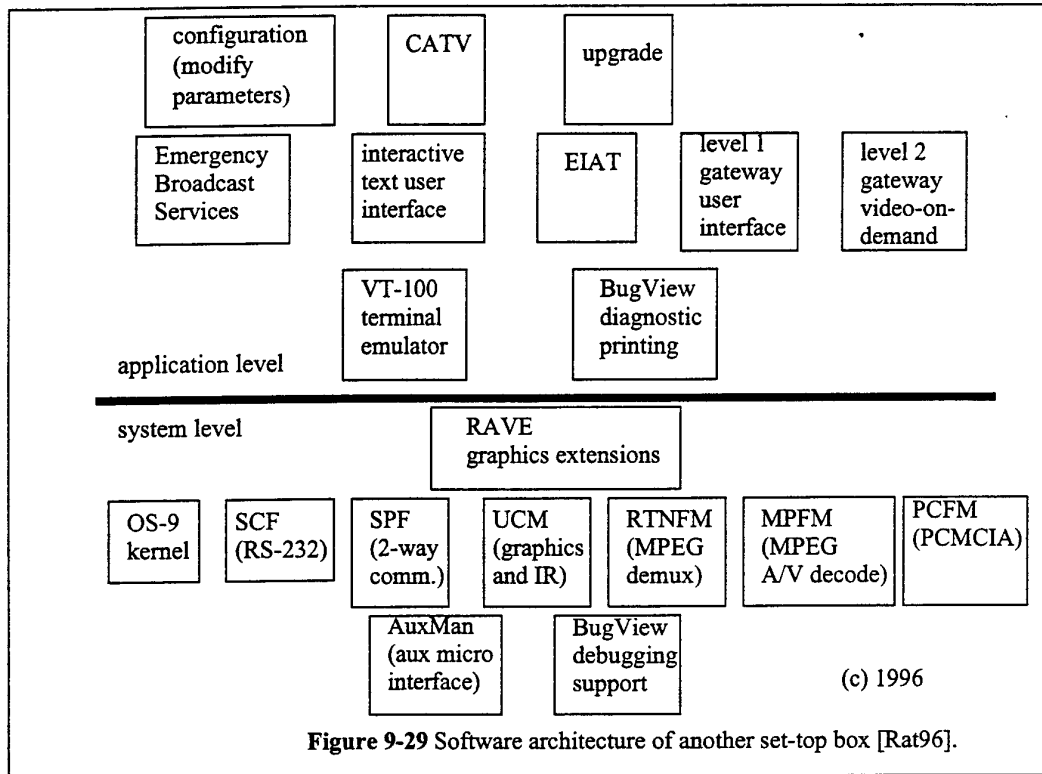 configuration
(modify
parameters)
CATV
upgrade
Emergency
Broadcast
Services
interactive
text user
interface
EIAT
level 1
gateway
user
interface
level 2
gateway
video-on-
demand
VT-100
terminal
emulator
BugView
diagnostic
printing
application level
system level
RAVE
graphics extensions
OS-9
kernel
SCF
(RS-232)
SPF
(2-way
comm.)
UCM
(graphics
and IR)
RTNFM
(MPEG
demux)
MPFM
(MPEG
A/V decode)
PCFM
(PCMCIA)
AuxMan
(aux micro
interface)
BugView
debugging
support
(c) 1996
Figure 9-29 Software architecture of another set-top box [Rat96].